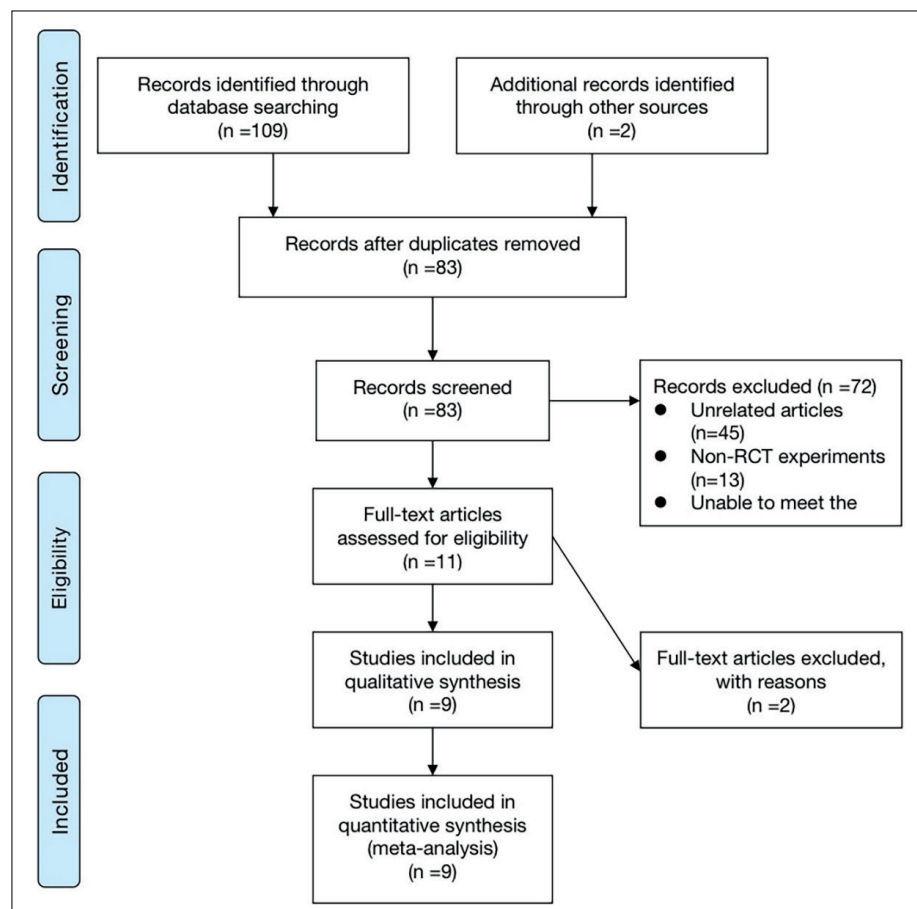 Identification
Records identified through
database searching
(n =109)
Additional records identified
through other sources
(n =2)
Records after duplicates removed
(n =83)
Screening
Records screened
(n =83)
Records excluded (n =72)
● Unrelated articles
(n=45)
● Non-RCT experiments
(n=13)
● Unable to meet the
Eligibility
Full-text articles
assessed for eligibility
(n =11)
Full-text articles excluded,
with reasons
(n =2)
Studies included in
qualitative synthesis
(n =9)
Included
Studies included in
quantitative synthesis
(meta-analysis)
(n =9)